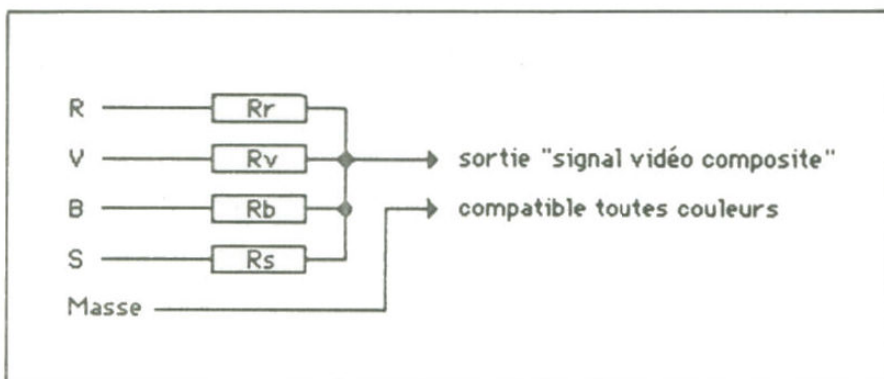 R Rr
V Rv sortie "signal vidéo composite"
B Rb compatible toutes couleurs
S Rs
Masse